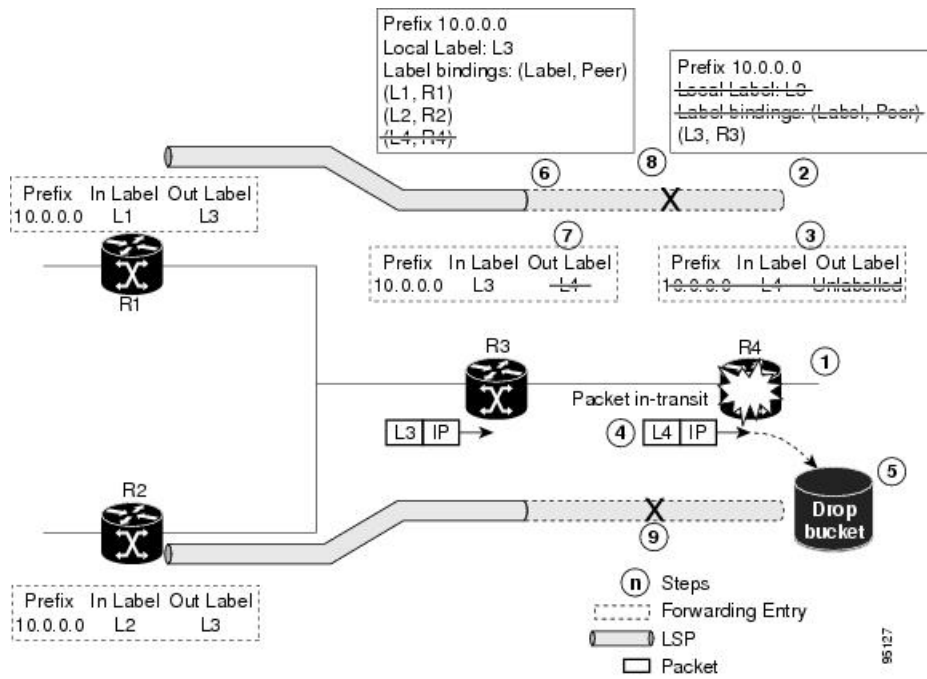 Prefix 10.0.0.0
Local Label: L3
Label bindings: (Label, Peer)
(L1, R1)
(L2, R2)
(L4, R4)
Prefix 10.0.0.0
Local Label: L3
Label bindings: (Label, Peer)
(L3, R3)
6
8
2
Prefix In Label Out Label
10.0.0.0 L1 L3
R1
X
7
Prefix In Label Out Label
10.0.0.0 L3 L4
3
Prefix In Label Out Label
10.0.0.0 L4 Unlabelled
R3
R4
1
Packet in-transit
L3 IP
4
L4 IP
5
Drop
bucket
R2
X
9
Prefix In Label Out Label
10.0.0.0 L2 L3
n Steps
Forwarding Entry
LSP
Packet
95127